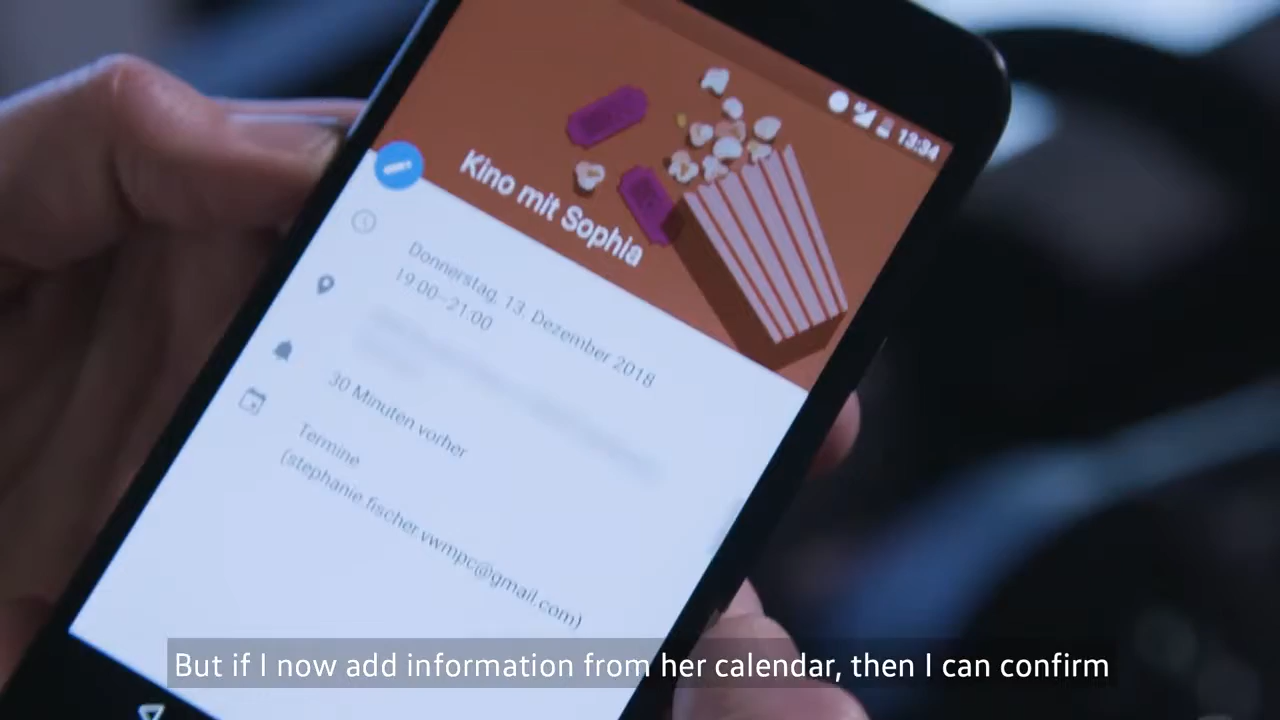 13:34
Kino mit Sophia
Donnerstag, 13. Dezember 2018
19:00–21:00
30 Minuten vorher
Termine
(stephanie.fischer.vwmpc@gmail.com)
But if I now add information from her calendar, then I can confirm